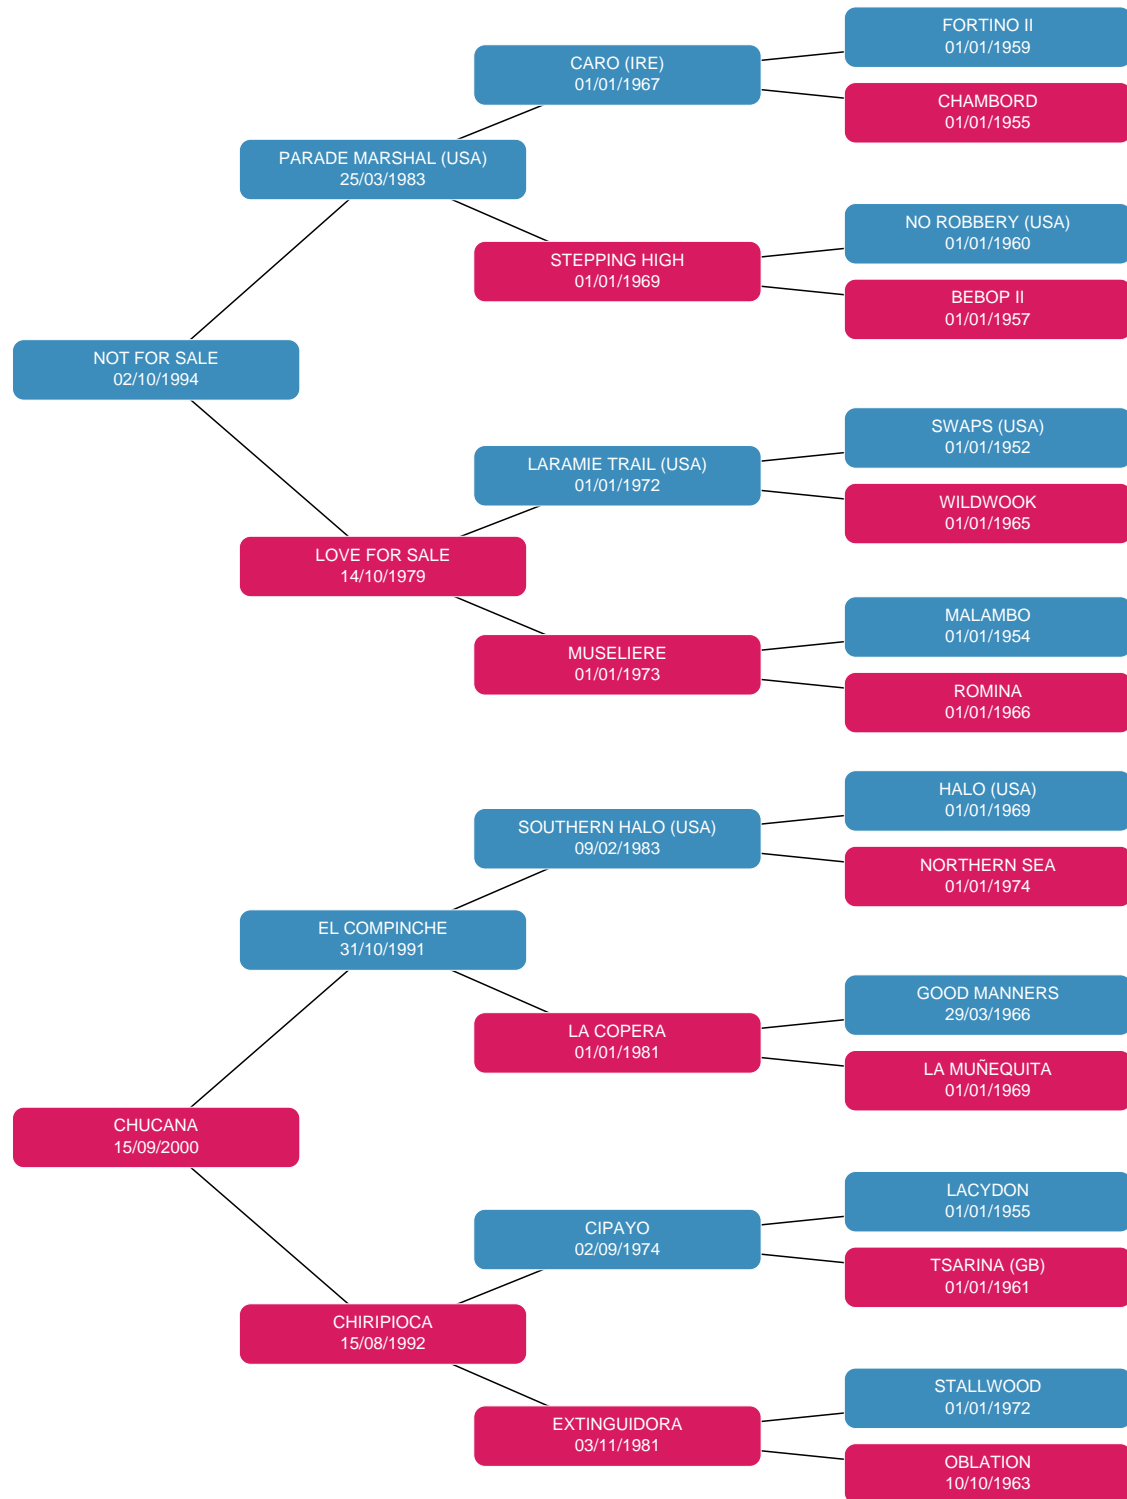 FORTINO II
01/01/1959
CARO (IRE)
01/01/1967
CHAMBORD
01/01/1955
PARADE MARSHAL (USA)
25/03/1983
NO ROBBERY (USA)
01/01/1960
STEPPING HIGH
01/01/1969
BEBOP II
01/01/1957
NOT FOR SALE
02/10/1994
SWAPS (USA)
01/01/1952
LARAMIE TRAIL (USA)
01/01/1972
WILDWOOK
01/01/1965
LOVE FOR SALE
14/10/1979
MALAMBO
01/01/1954
MUSELIERE
01/01/1973
ROMINA
01/01/1966
HALO (USA)
01/01/1969
SOUTHERN HALO (USA)
09/02/1983
NORTHERN SEA
01/01/1974
EL COMPINCHE
31/10/1991
GOOD MANNERS
29/03/1966
LA COPERA
01/01/1981
LA MUÑEQUITA
01/01/1969
CHUCANA
15/09/2000
LACYDON
01/01/1955
CIPAYO
02/09/1974
TSARINA (GB)
01/01/1961
CHIRIPIOCA
15/08/1992
STALLWOOD
01/01/1972
EXTINGUIDORA
03/11/1981
OBLATION
10/10/1963